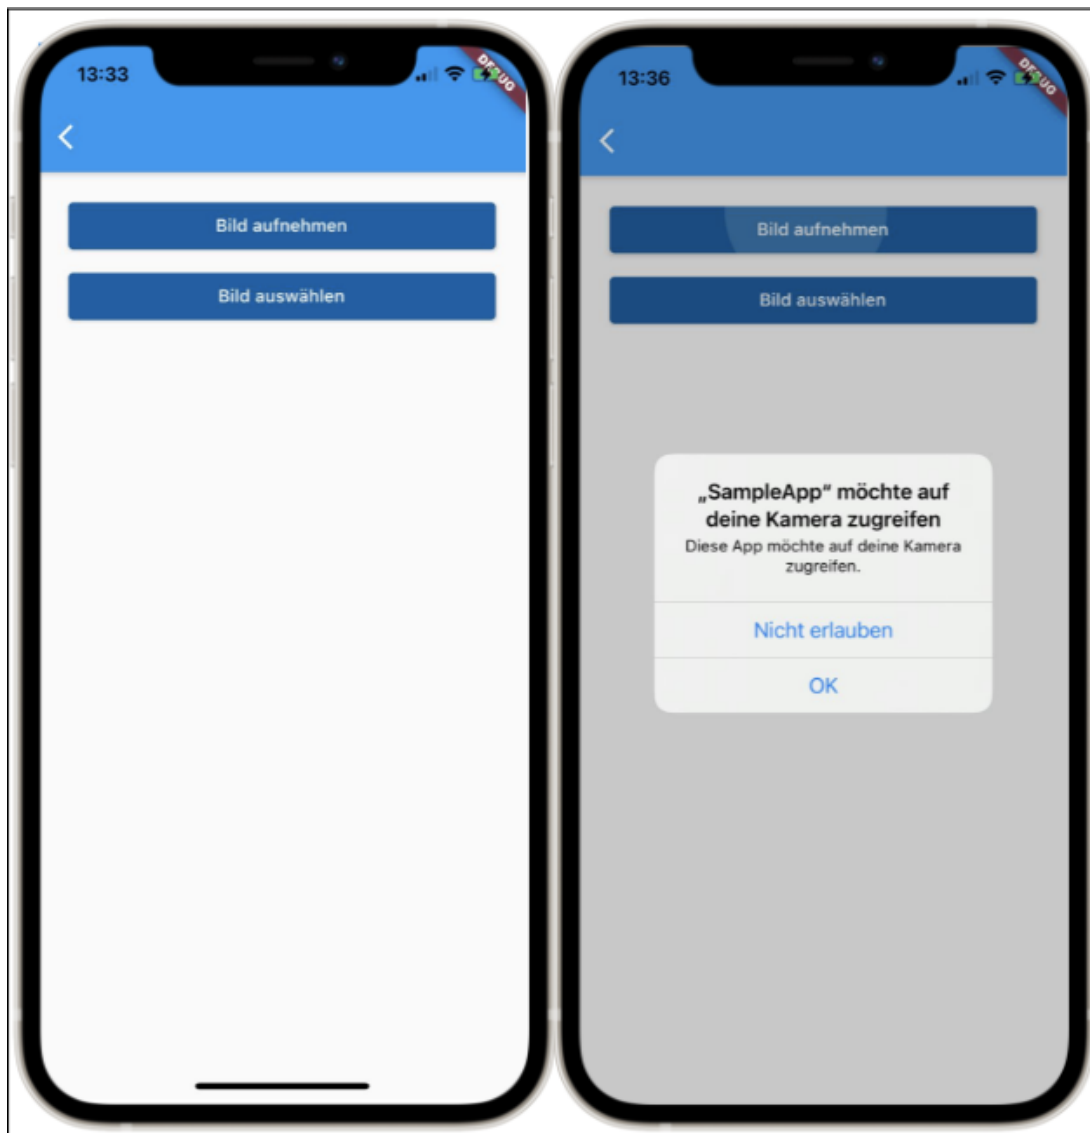 13:33
DEBUG
Bild aufnehmen
Bild auswählen
13:36
DEBUG
Bild aufnehmen
Bild auswählen
„SampleApp“ möchte auf
deine Kamera zugreifen
Diese App möchte auf deine Kamera
zugreifen.
Nicht erlauben
OK